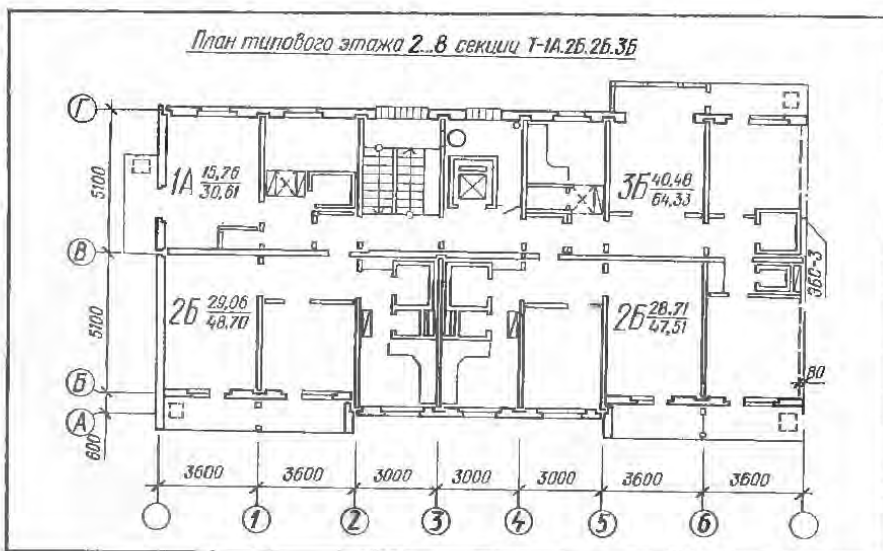 План типового этажа 2...8 секции Т-1А.2Б.2Б.3Б
Г
5100
1А 15,76
30,61
3Б 40,48
64,33
В
ЭБО-3
5100
2Б 29,06
48,70
2Б 28,71
47,51
Б
80
А
600
3600 3600 3000 3000 3000 3600 3600
1 2 3 4 5 6